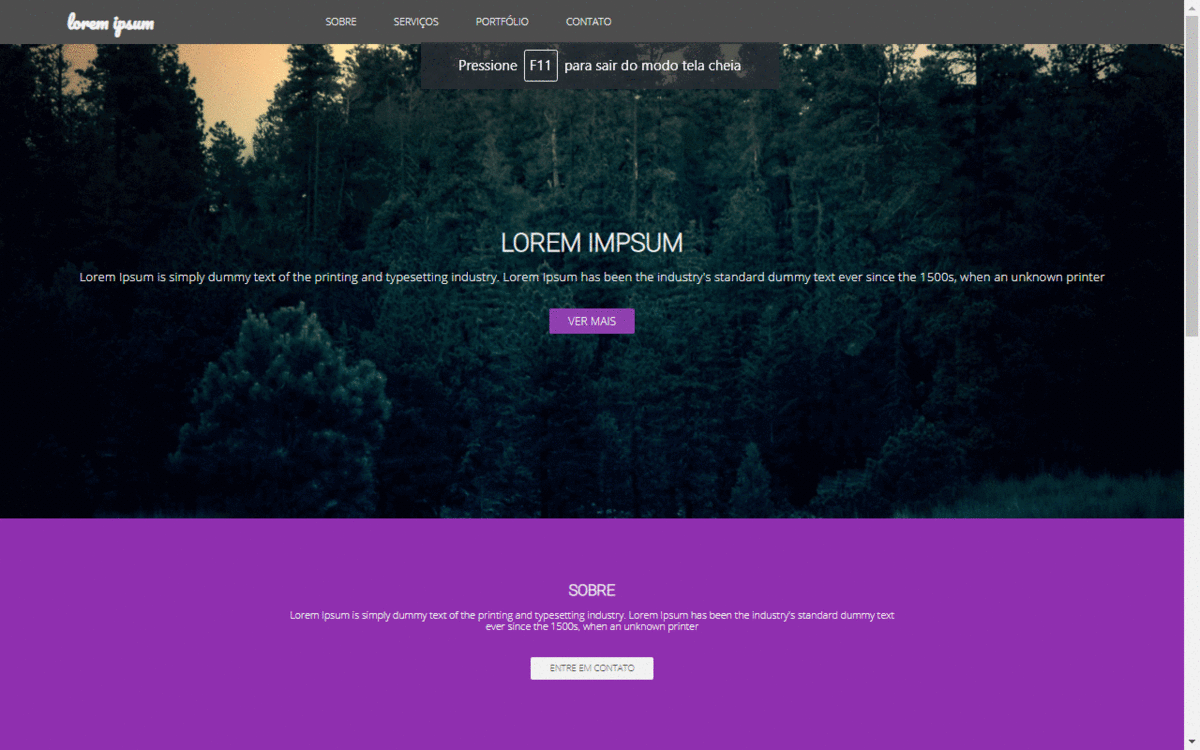 lorem ipsum
SOBRE SERVIÇOS PORTFÓLIO CONTATO
Pressione F11 para sair do modo tela cheia
LOREM IMPSUM
Lorem Ipsum is simply dummy text of the printing and typesetting industry. Lorem Ipsum has been the industry's standard dummy text ever since the 1500s, when an unknown printer
VER MAIS
SOBRE
Lorem Ipsum is simply dummy text of the printing and typesetting industry. Lorem Ipsum has been the industry's standard dummy text
ever since the 1500s, when an unknown printer
ENTRE EM CONTATO